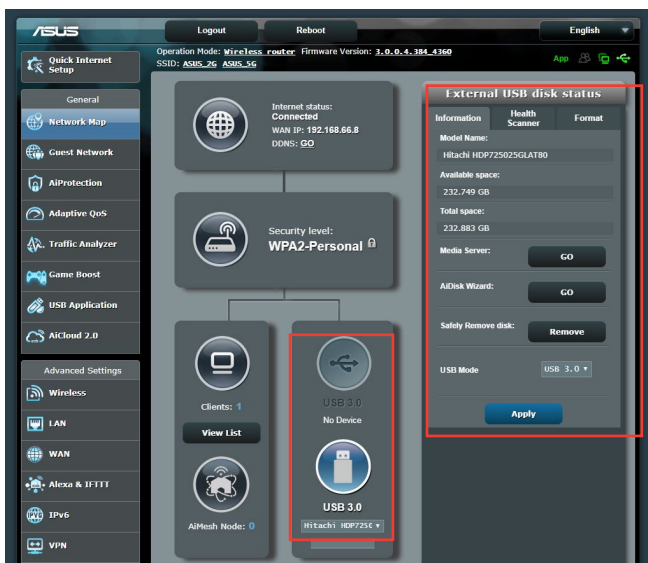 ASUS
Logout
Reboot
English
Quick Internet
Setup
Operation Mode: Wireless router Firmware Version: 3.0.0.4.384_4360
SSID: ASUS_2G ASUS_5G
App
General
Network Map
Guest Network
AiProtection
Adaptive QoS
Traffic Analyzer
Game Boost
USB Application
AiCloud 2.0
Advanced Settings
Wireless
LAN
WAN
Alexa & IFTTT
IPv6
VPN
Internet status:
Connected
WAN IP: 192.168.66.8
DDNS: GO
Security level:
WPA2-Personal
Clients: 1
View List
AiMesh Node: 0
USB 3.0
No Device
USB 3.0
Hitachi HDP725C
External USB disk status
Information
Health
Scanner
Format
Model Name:
Hitachi HDP725025GLAT80
Available space:
232.749 GB
Total space:
232.883 GB
Media Server:
GO
AiDisk Wizard:
GO
Safely Remove disk:
Remove
USB Mode
USB 3.0
Apply